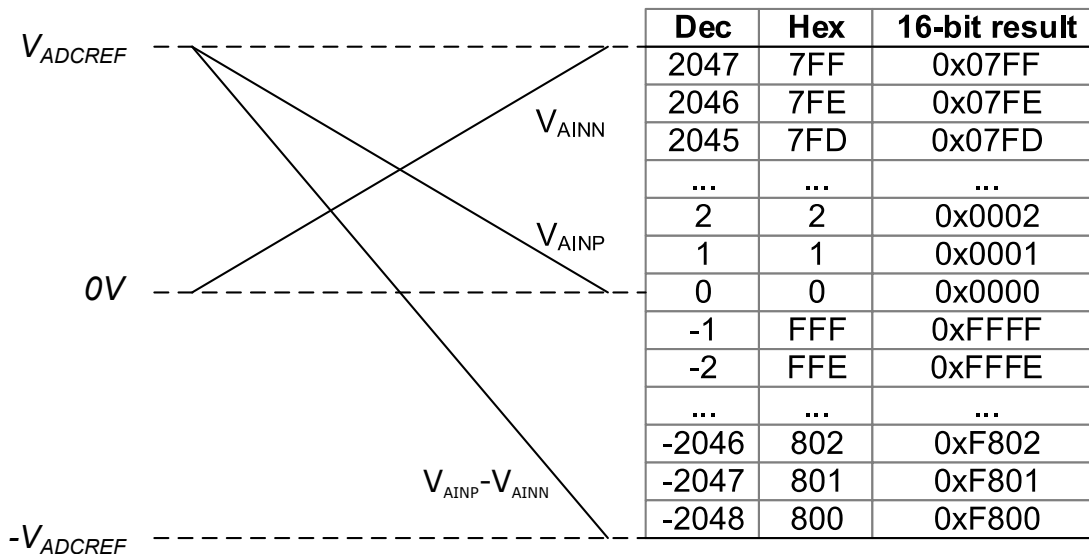 Dec Hex 16-bit result
V_ADCREF
2047 7FF 0x07FF
2046 7FE 0x07FE
V_AINN
2045 7FD 0x07FD
... ... ...
2 2 0x0002
V_AINP
1 1 0x0001
0V
0 0 0x0000
-1 FFF 0xFFFF
-2 FFE 0xFFFE
... ... ...
-2046 802 0xF802
V_AINP-V_AINN
-2047 801 0xF801
-2048 800 0xF800
-V_ADCREF